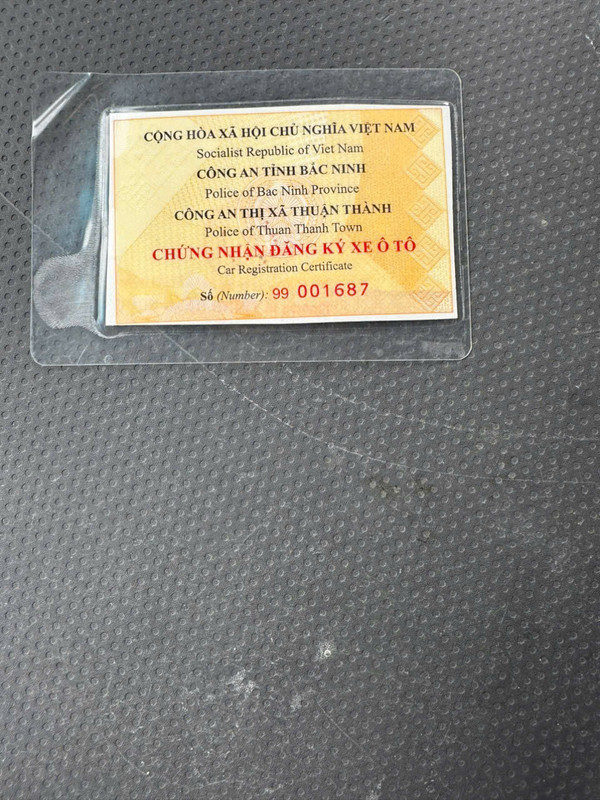 CỘNG HÒA XÃ HỘI CHỦ NGHĨA VIỆT NAM
Socialist Republic of Viet Nam
CÔNG AN TỈNH BẮC NINH
Police of Bac Ninh Province
CÔNG AN THỊ XÃ THUẬN THÀNH
Police of Thuan Thanh Town
CHỨNG NHẬN ĐĂNG KÝ XE Ô TÔ
Car Registration Certificate
Số (Number): 99 001687